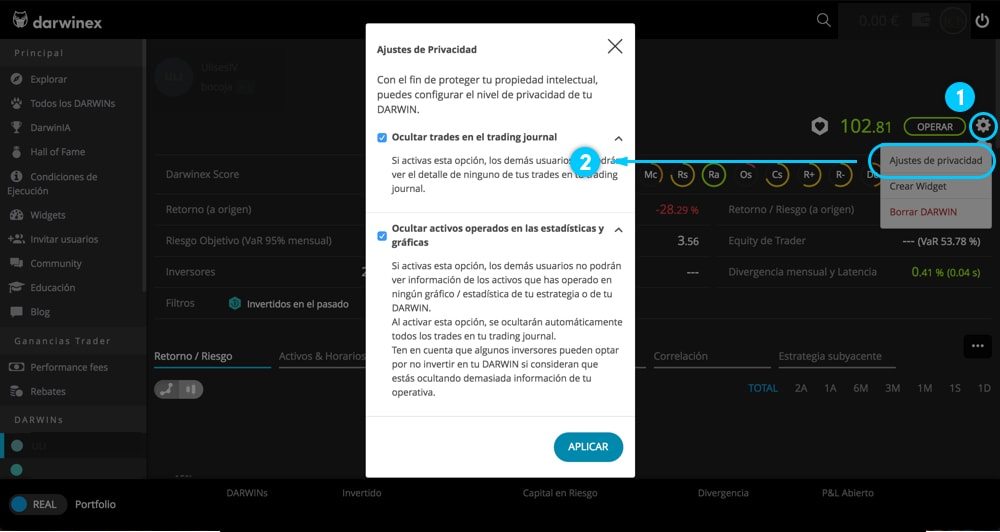 darwinex
0.00 €
Principal
Explorar
Todos los DARWINs
DarwinIA
Hall of Fame
Condiciones de
Ejecución
Widgets
Invitar usuarios
Community
Educación
Blog
Ganancias Trader
Performance fees
Rebates
DARWINs
ULI
ULI
UlisesIV
bocoja
Ajustes de Privacidad
Con el fin de proteger tu propiedad intelectual,
puedes configurar el nivel de privacidad de tu
DARWIN.
Ocultar trades en el trading journal
Si activas esta opción, los demás usuarios podrá
ver el detalle de ninguno de tus trades en tu trading
journal.
2
Ocultar activos operados en las estadísticas y
gráficas
Si activas esta opción, los demás usuarios no podrán
ver información de los activos que has operado en
ningún gráfico / estadística de tu estrategia o de tu
DARWIN.
Al activar esta opción, se ocultarán automáticamente
todos los trades en tu trading journal.
Ten en cuenta que algunos inversores pueden optar
por no invertir en tu DARWIN si consideran que
estás ocultando demasiada información de tu
operativa.
APLICAR
1
102.81 OPERAR
Ajustes de privacidad
Crear Widget
Borrar DARWIN
Darwinex Score
Mc Rs Ra Os Cs R+ R-
Retorno (a origen)
-28.29 %
Retorno / Riesgo (a origen)
Riesgo Objetivo (VaR 95% mensual)
3.56
Equity de Trader
--- (VaR 53.78 %)
Inversores
2
---
Divergencia mensual y Latencia
0.41 % (0.04 s)
Filtros
Invertidos en el pasado
...
Retorno / Riesgo
Activos & Horarios
Correlación
Estrategia subyacente
TOTAL 2A 1A 6M 3M 1M 1S 1D
REAL Portfolio
DARWINs
Invertido
Capital en Riesgo
Divergencia
P&L Abierto